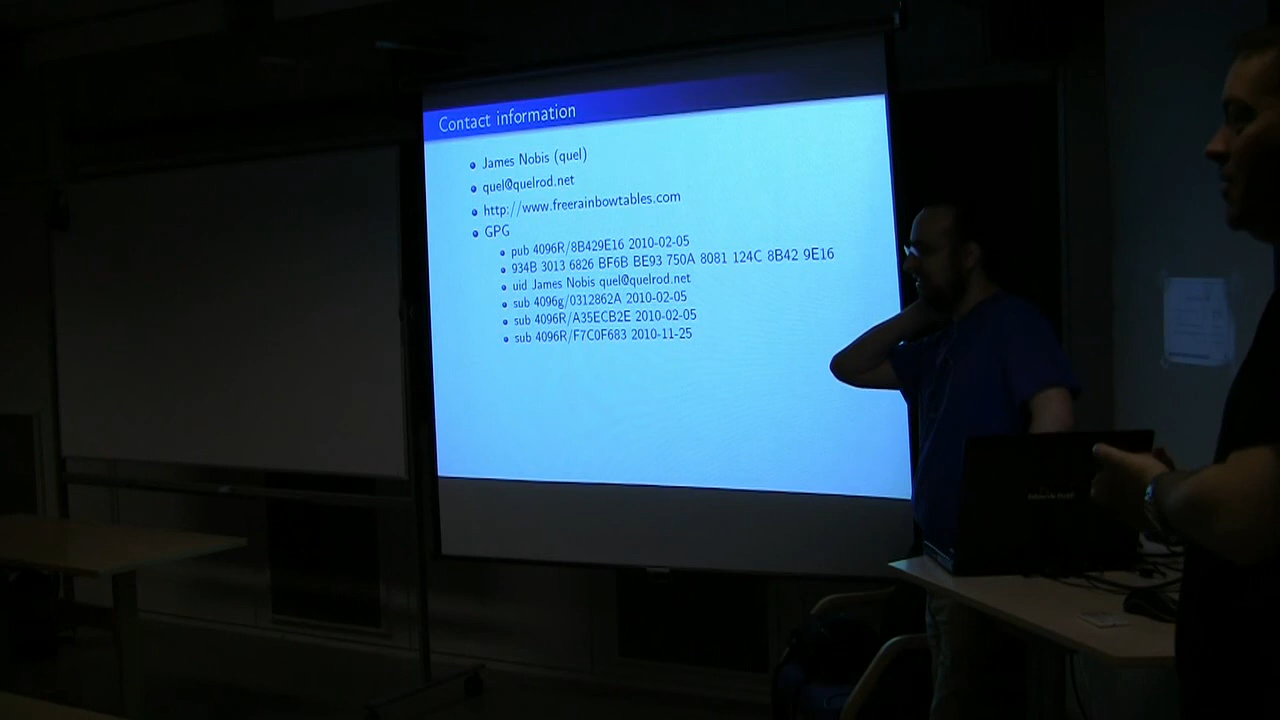 Contact information
James Nobis (quel)
quel@quelrod.net
http://www.freerainbowtables.com
GPG
pub 4096R/8B429E16 2010-02-05
934B 3013 6826 BF6B BE93 750A 8081 124C 8B42 9E16
uid James Nobis quel@quelrod.net
sub 4096g/0312862A 2010-02-05
sub 4096R/A35ECB2E 2010-02-05
sub 4096R/F7C0F683 2010-11-25